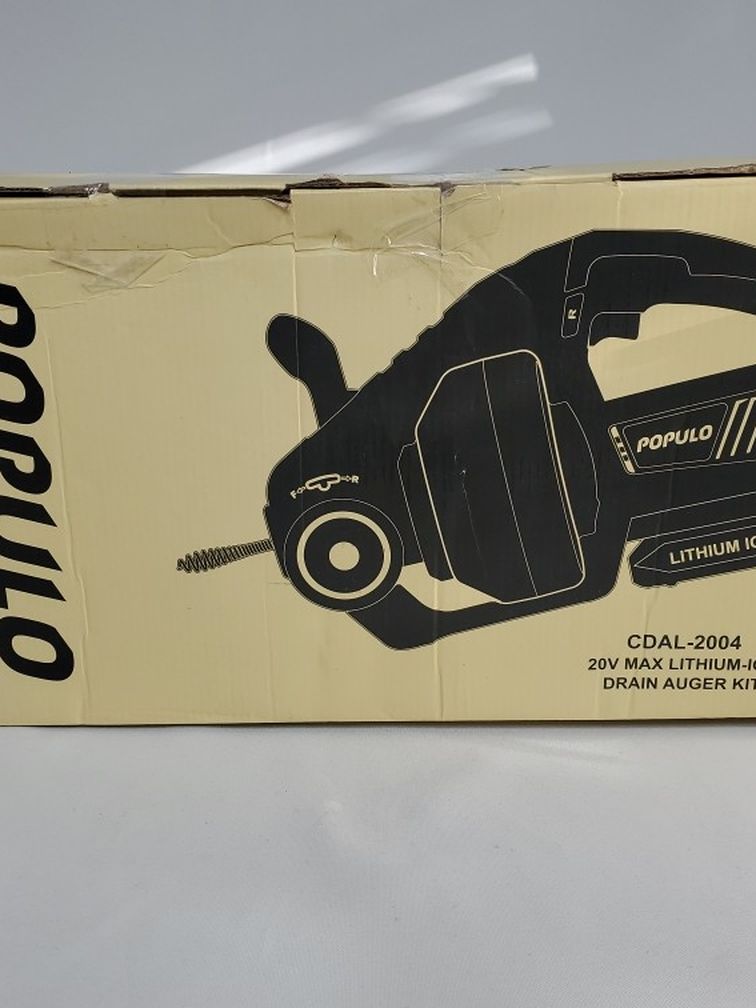 POPULO
R
POPULO
F R
LITHIUM IO
CDAL-2004
20V MAX LITHIUM-IO
DRAIN AUGER KIT